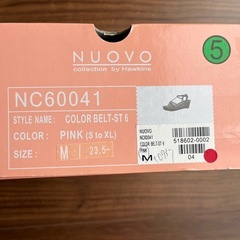 NUOVO
collection by Hawkins
5
NC60041
STYLE NAME: COLOR BELT-ST 6
COLOR: PINK (S to XL)
SIZE: M 23.5~
NUOVO
NC60041
COLOR BELT-ST 6
PINK
M
518602-0002
04